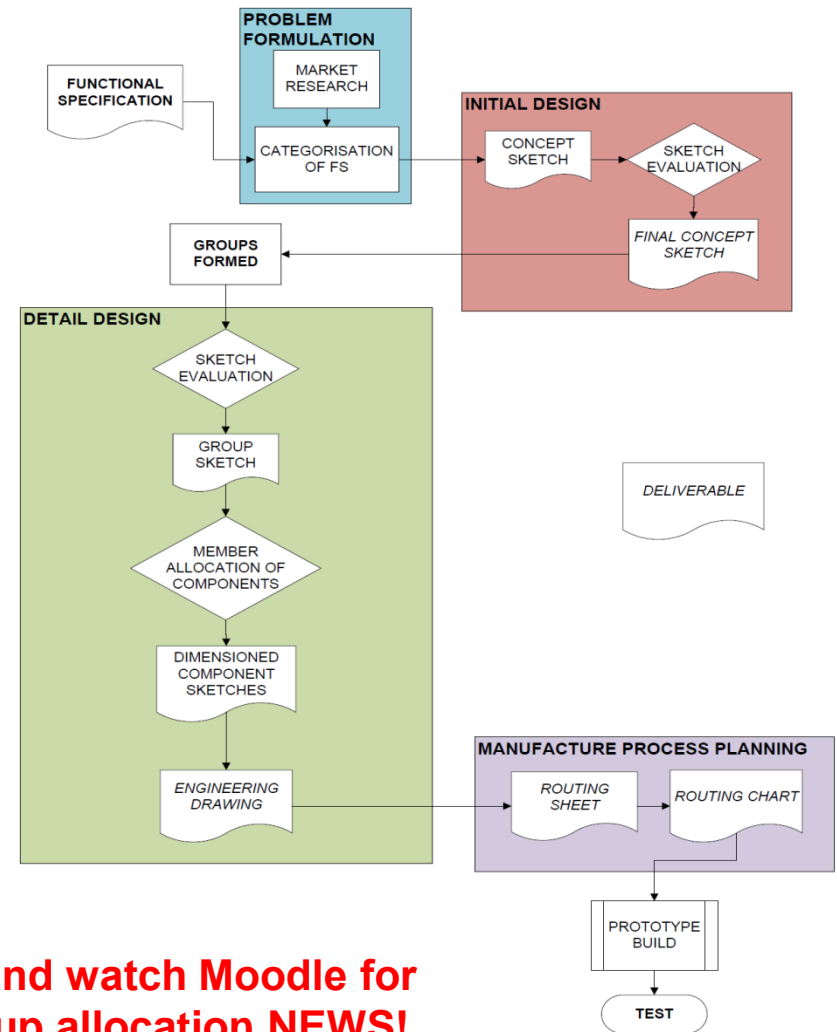 PROBLEM
FORMULATION
MARKET
RESEARCH
FUNCTIONAL
SPECIFICATION
CATEGORISATION
OF FS
INITIAL DESIGN
CONCEPT
SKETCH
SKETCH
EVALUATION
FINAL CONCEPT
SKETCH
GROUPS
FORMED
DETAIL DESIGN
SKETCH
EVALUATION
GROUP
SKETCH
MEMBER
ALLOCATION OF
COMPONENTS
DIMENSIONED
COMPONENT
SKETCHES
ENGINEERING
DRAWING
DELIVERABLE
MANUFACTURE PROCESS PLANNING
ROUTING
SHEET
ROUTING CHART
PROTOTYPE
BUILD
TEST
watch Moodle for
allocation NEWS!